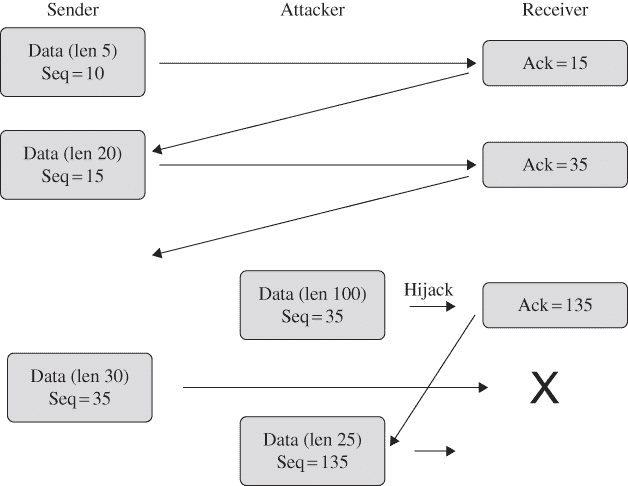 Sender
Attacker
Receiver
Data (len 5)
Seq = 10
Ack = 15
Data (len 20)
Seq = 15
Ack = 35
Data (len 100)
Seq = 35
Hijack
Ack = 135
Data (len 30)
Seq = 35
X
Data (len 25)
Seq = 135